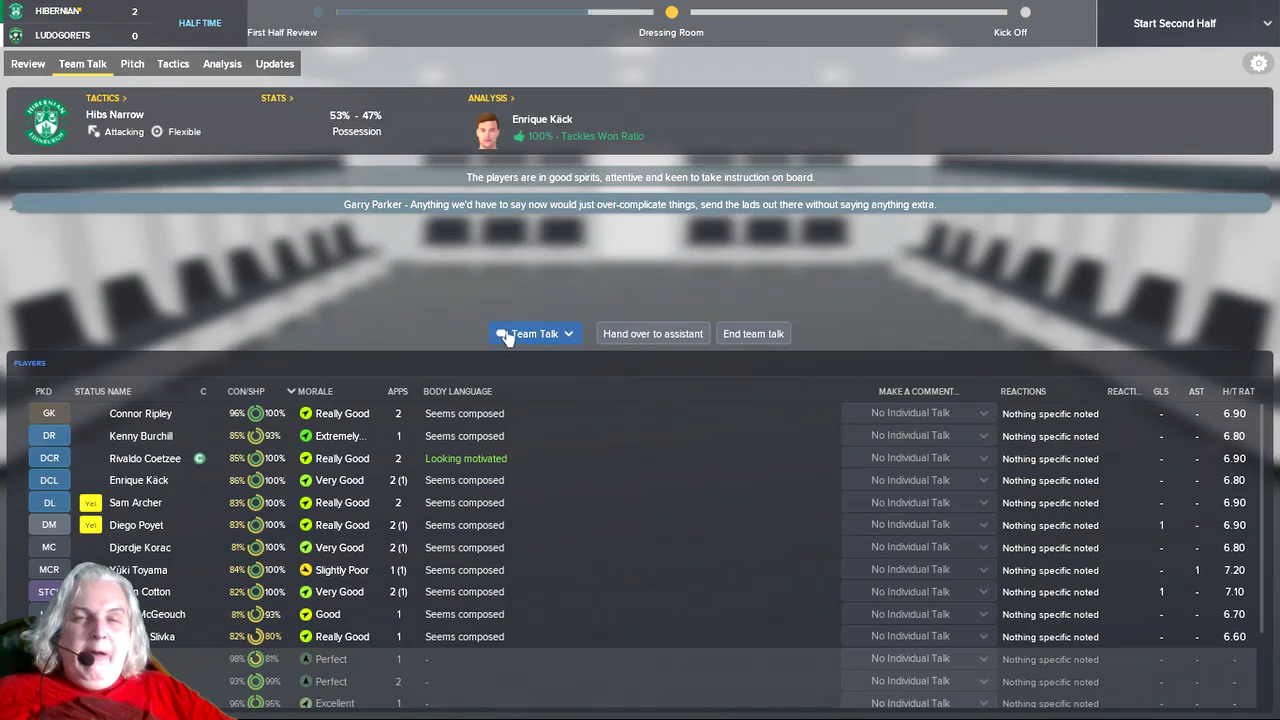 HIBERNIAN 2
LUDOGORETS 0
HALF TIME
First Half Review
Dressing Room
Kick Off
Start Second Half
Review Team Talk Pitch Tactics Analysis Updates
HIBERNIAN
EDINBURGH
TACTICS
Hibs Narrow
Attacking Flexible
STATS
53% - 47%
Possession
ANALYSIS
Enrique Käck
100% - Tackles Won Ratio
The players are in good spirits, attentive and keen to take instruction on board.
Garry Parker - Anything we'd have to say now would just over-complicate things, send the lads out there without saying anything extra.
Team Talk Hand over to assistant End team talk
PLAYERS
PKD STATUS NAME C CON/SHP MORALE APPS BODY LANGUAGE MAKE A COMMENT... REACTIONS REACTI... GLS AST H/T RAT
GK Connor Ripley 96% 100% Really Good 2 Seems composed No Individual Talk Nothing specific noted - - 6.90
DR Kenny Burchill 85% 93% Extremely... 1 Seems composed No Individual Talk Nothing specific noted - - 6.80
DCR Rivaldo Coetzee C 85% 100% Really Good 2 Looking motivated No Individual Talk Nothing specific noted - - 6.90
DCL Enrique Käck 86% 100% Very Good 2 (1) Seems composed No Individual Talk Nothing specific noted - - 6.80
DL Yel Sam Archer 83% 100% Really Good 2 Seems composed No Individual Talk Nothing specific noted - - 6.90
DM Yel Diego Poyet 83% 100% Really Good 2 (1) Seems composed No Individual Talk Nothing specific noted 1 - 6.90
MC Djordje Korac 81% 100% Very Good 2 (1) Seems composed No Individual Talk Nothing specific noted - - 6.80
MCR Yūki Toyama 84% 100% Slightly Poor 1 (1) Seems composed No Individual Talk Nothing specific noted - 1 7.20
Cotton 82% 100% Very Good 2 (1) Seems composed No Individual Talk Nothing specific noted 1 - 7.10
McGeouch 81% 93% Good 1 Seems composed No Individual Talk Nothing specific noted - - 6.70
Slivka 82% 80% Really Good 1 Seems composed No Individual Talk Nothing specific noted - - 6.60
98% 81% Perfect 1 - No Individual Talk Nothing specific noted - - -
93% 99% Perfect 2 - No Individual Talk Nothing specific noted - - -
96% 95% Excellent 1 - No Individual Talk Nothing specific noted - - -